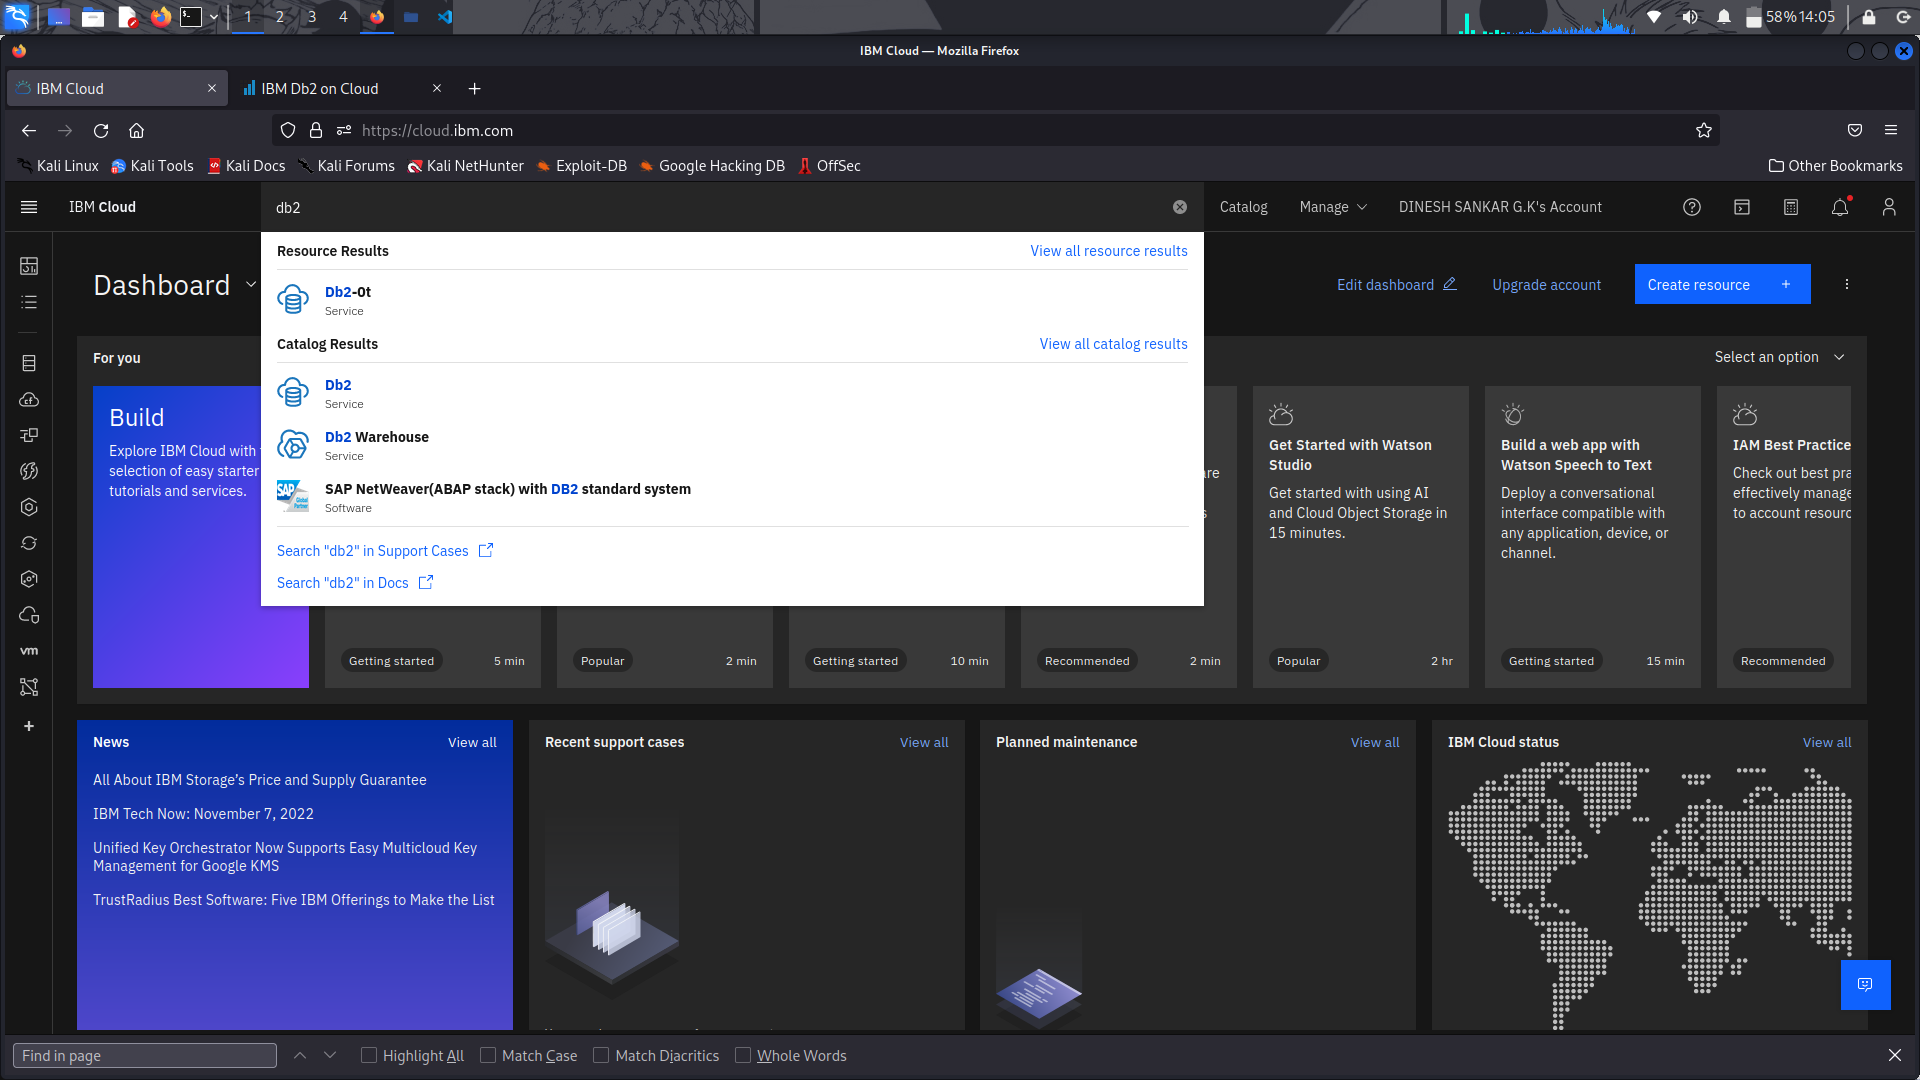 1 2 3 4
58% 14:05
IBM Cloud — Mozilla Firefox
IBM Cloud
IBM Db2 on Cloud
https://cloud.ibm.com
Kali Linux Kali Tools Kali Docs Kali Forums Kali NetHunter Exploit-DB Google Hacking DB OffSec Other Bookmarks
IBM Cloud
db2
Catalog Manage DINESH SANKAR G.K's Account
Dashboard
Edit dashboard Upgrade account Create resource +
Resource Results View all resource results
Db2-0t
Service
Catalog Results View all catalog results
Db2
Service
Db2 Warehouse
Service
SAP NetWeaver(ABAP stack) with DB2 standard system
Software
Search "db2" in Support Cases
Search "db2" in Docs
For you Select an option
Build
Explore IBM Cloud with
selection of easy starter
tutorials and services.
Getting started 5 min
Popular 2 min
Getting started 10 min
Recommended 2 min
Get Started with Watson
Studio
Get started with using AI
and Cloud Object Storage in
15 minutes.
Popular 2 hr
Build a web app with
Watson Speech to Text
Deploy a conversational
interface compatible with
any application, device, or
channel.
Getting started 15 min
IAM Best Practice
Check out best pra
effectively manage
to account resourc
Recommended
vm
News View all
All About IBM Storage’s Price and Supply Guarantee
IBM Tech Now: November 7, 2022
Unified Key Orchestrator Now Supports Easy Multicloud Key
Management for Google KMS
TrustRadius Best Software: Five IBM Offerings to Make the List
Recent support cases View all
Planned maintenance View all
IBM Cloud status View all
Find in page Highlight All Match Case Match Diacritics Whole Words